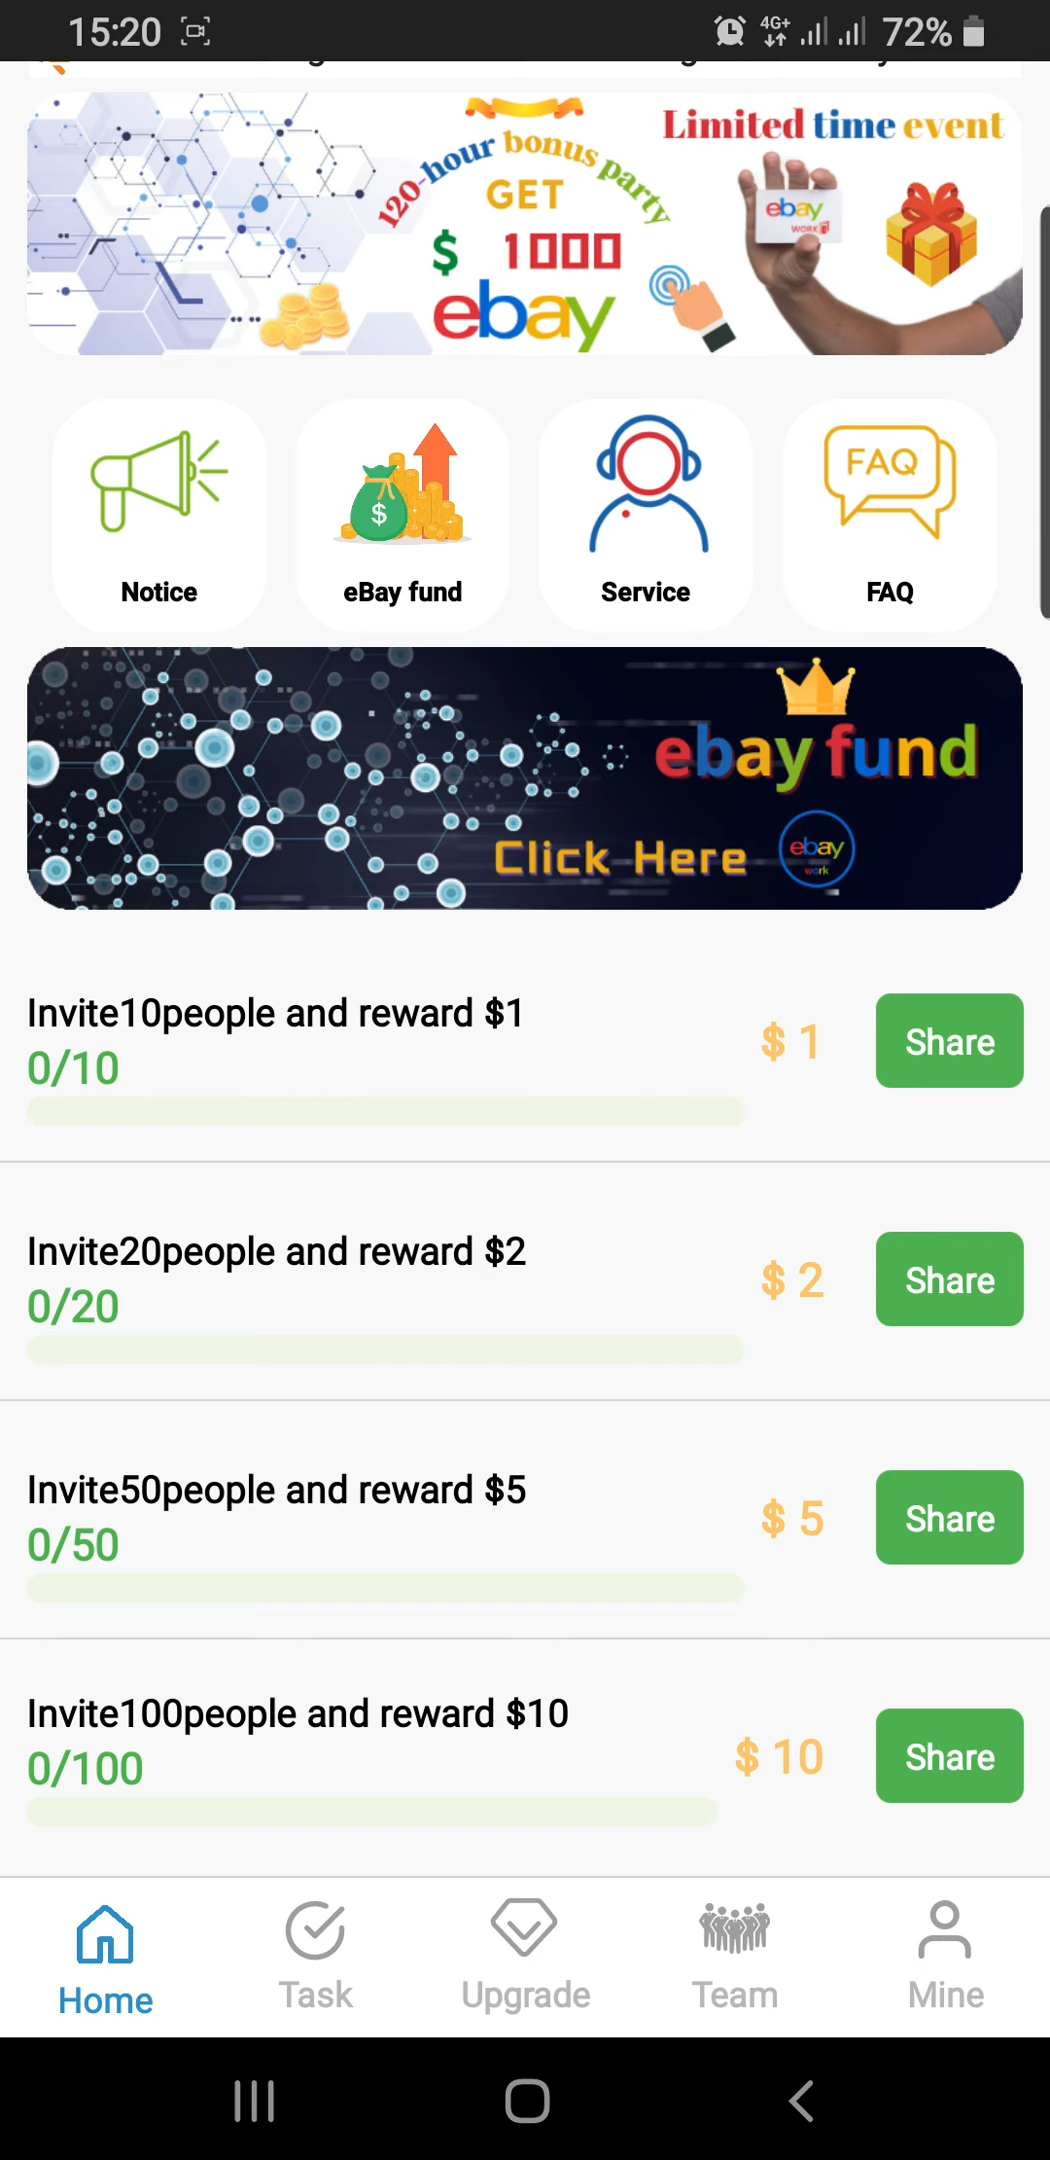 15:20
4G+
72%
120-hour bonus party
Limited time event
GET
$ 1000
ebay
ebay
WORK
FAQ
$
Notice
eBay fund
Service
FAQ
ebay fund
Click Here
ebay
work
Invite10people and reward $1
0/10
$ 1
Share
Invite20people and reward $2
0/20
$ 2
Share
Invite50people and reward $5
0/50
$ 5
Share
Invite100people and reward $10
0/100
$ 10
Share
Home
Task
Upgrade
Team
Mine